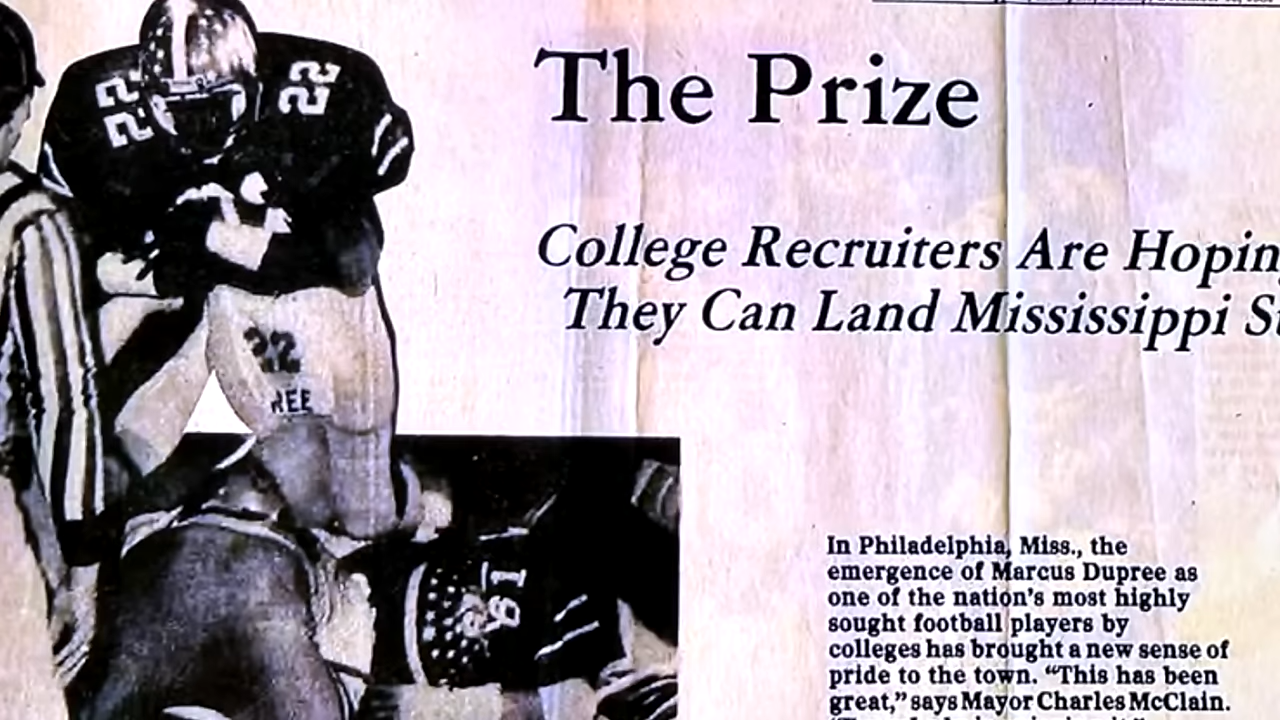 The Prize
College Recruiters Are Hopin
They Can Land Mississippi
22 22
22
REE
81
In Philadelphia, Miss., the
emergence of Marcus Dupree as
one of the nation's most highly
sought football players by
colleges has brought a new sense of
pride to the town. “This has been
great,” says Mayor Charles McClain.